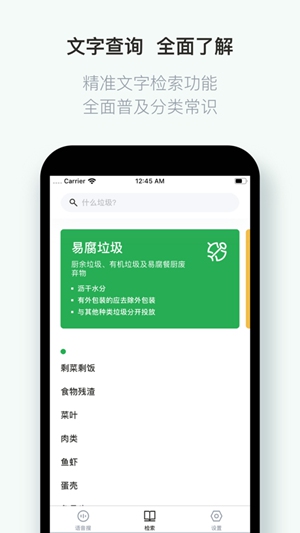 文字查询 全面了解
精准文字检索功能
全面普及分类常识
.... Carrier 12:45 AM
什么垃圾?
易腐垃圾
厨余垃圾、有机垃圾及易腐餐厨废
弃物
• 沥干水分
• 有外包装的应去除外包装
• 与其他种类垃圾分开投放
剩菜剩饭
食物残渣
菜叶
肉类
鱼虾
蛋壳
语音搜 检索 设置